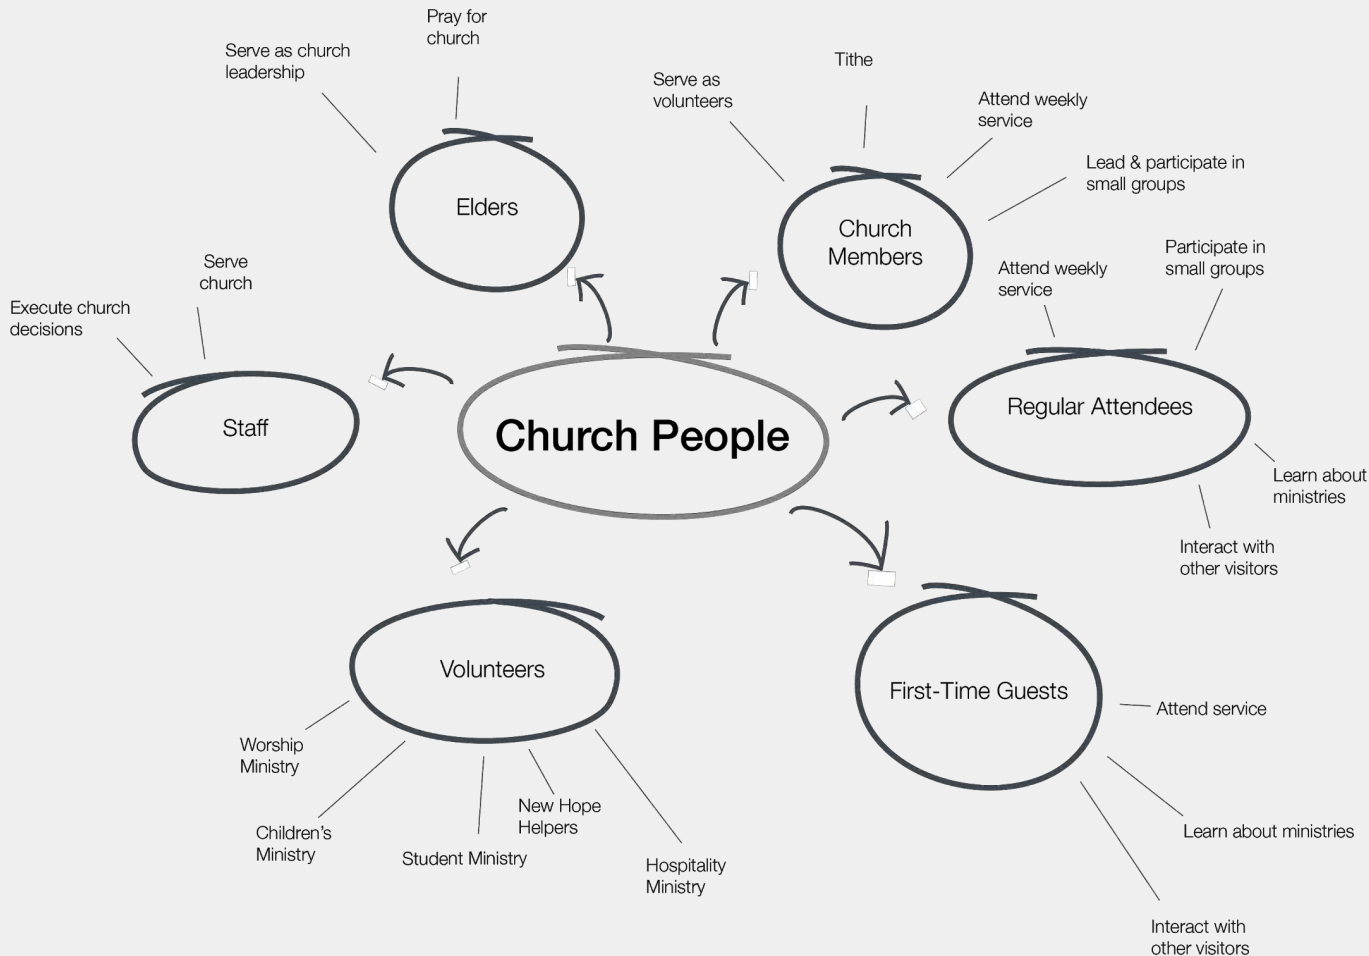 Pray for
church
Serve as church
leadership
Elders
Tithe
Serve as
volunteers
Attend weekly
service
Lead & participate in
small groups
Church
Members
Serve
church
Execute church
decisions
Staff
Church People
Participate in
small groups
Attend weekly
service
Regular Attendees
Learn about
ministries
Interact with
other visitors
Volunteers
Worship
Ministry
Children's
Ministry
Student Ministry
New Hope
Helpers
Hospitality
Ministry
First-Time Guests
Attend service
Learn about ministries
Interact with
other visitors